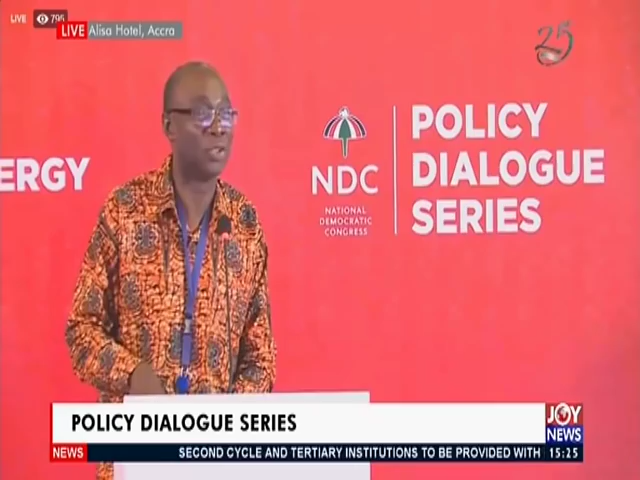 LIVE 795
LIVE Alisa Hotel, Accra
25
ERGY
NDC
NATIONAL
DEMOCRATIC
CONGRESS
POLICY
DIALOGUE
SERIES
POLICY DIALOGUE SERIES
JOY
NEWS
NEWS SECOND CYCLE AND TERTIARY INSTITUTIONS TO BE PROVIDED WITH 15:25